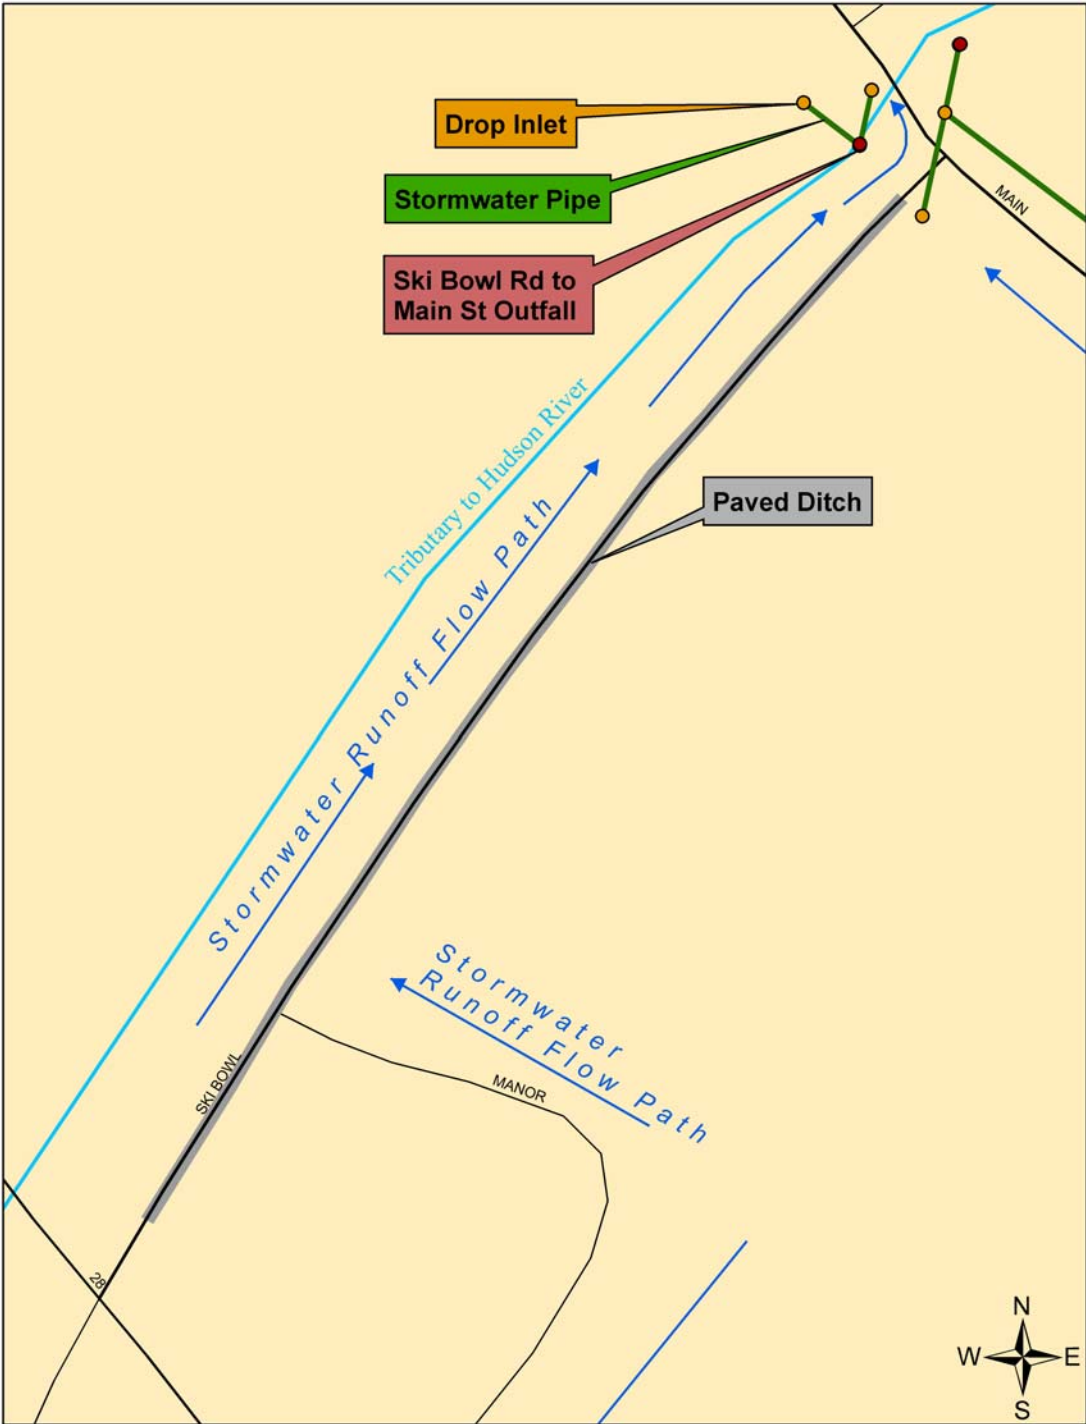 Drop Inlet
Stormwater Pipe
MAIN
Ski Bowl Rd to
Main St Outfall
Tributary to Hudson River
Paved Ditch
Stormwater Runoff Flow Path
Stormwater
Runoff Flow Path
SKI BOWL
MANOR
28
N
W
E
S